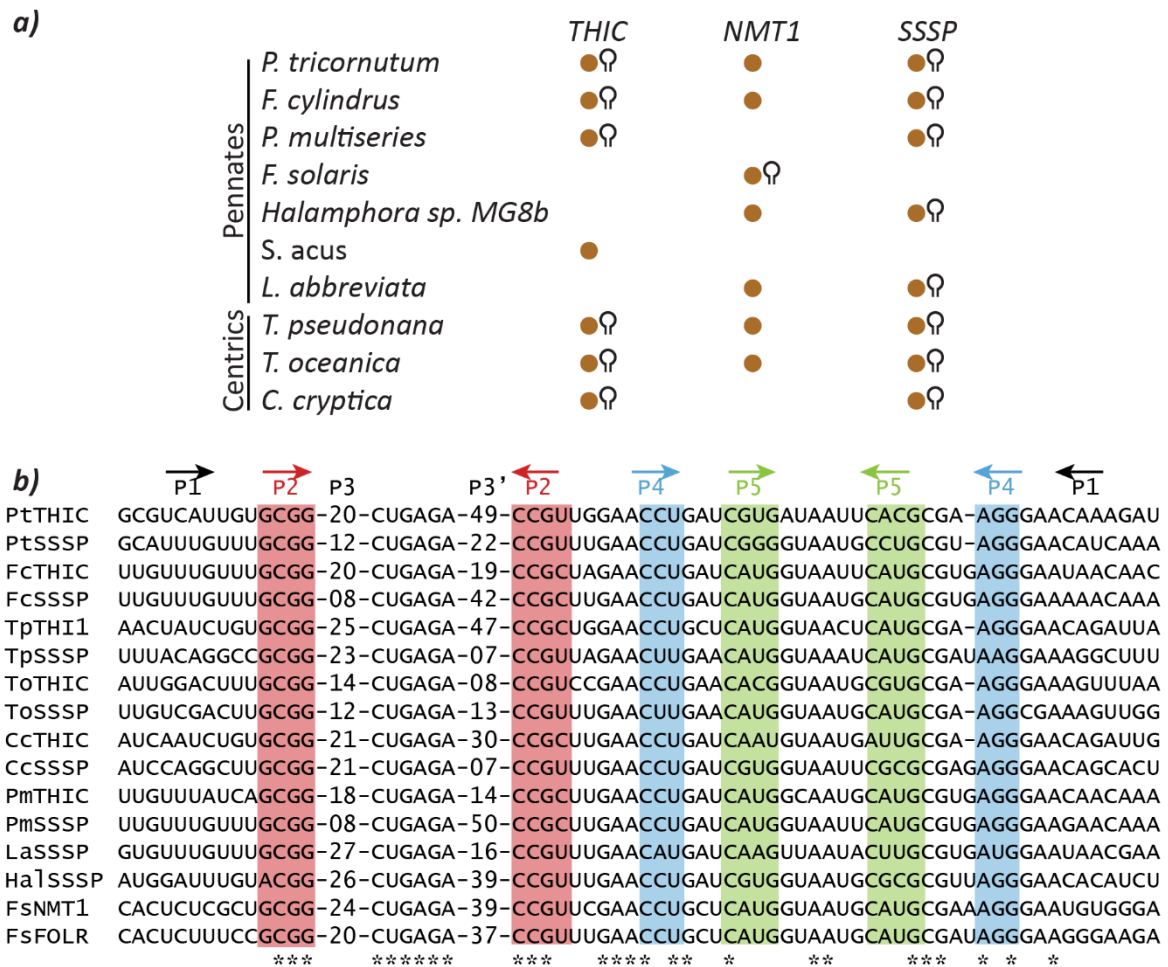 a)
THIC NMT1 SSSP
Pennates
P. tricornutum
F. cylindrus
P. multiseries
F. solaris
Halamphora sp. MG8b
S. acus
L. abbreviata
Centrics
T. pseudonana
T. oceanica
C. cryptica
b)
P1 P2 P3 P3' P2 P4 P5 P5 P4 P1
PtTHIC GCGUCAUUGUGCGG-20-CUGAGA-49-CCGUUGGAACCUGAUCGUGAUAAUUCACGCGA-AGGGAACAAAGAU
PtSSSP GCAUUUGUUUGCGG-12-CUGAGA-22-CCGUUUGAACCUGAUCGGGGUAAUGCCUGCGU-AGGGAACAUCAAA
FcTHIC UUGUUUGUUUGCGG-20-CUGAGA-19-CCGCUAGAACCUGAUCAUGGUAAUUCAUGCGUGAGGGAAUAACAAC
FcSSSP UUGUUUGUUUGCGG-08-CUGAGA-42-CCGCUUGAACCUGAUCAUGGUAAUGCAUGCGUGAGGGAAAAACAAA
TpTHI1 AACUAUCUGUGCGG-25-CUGAGA-47-CCGCUGGAACCUGCUCAUGGUAACUCAUGCGA-AGGGAACAGAUUA
TpSSSP UUUACAGGCCGCGG-23-CUGAGA-07-CCGUUAGAACUUGAACAUGGUAAAUCAUGCGAUAAGGAAAGGCUUU
ToTHIC AUUGGACUUUGCGG-14-CUGAGA-08-CCGUCCGAACCUGAACACGGUAAUGCGUGCGA-AGGGAAAGUUUAA
ToSSSP UUGUCGACUUGCGG-12-CUGAGA-13-CCGUUUGAACUUGAACAUGGUAAUGCAUGCGA-AGGCGAAAGUUGG
CcTHIC AUCAAUCUGUGCGG-21-CUGAGA-30-CCGUUUGAACCUGAUCAAUGUAAUGAUUGCGA-AGGGAACAGAUUG
CcSSSP AUCCAGGCUUGCGG-21-CUGAGA-07-CCGCUUGAACCUGAUCGUGGUAAUUCGCGCGAGAGGGAACAGCACU
PmTHIC UUGUUUAUCAGCGG-18-CUGAGA-14-CCGCUUGAACCUGAUCAUGGCAAUGCAUGCGUGAGGGAACAACAAA
PmSSSP UUGUUUGUUUGCGG-08-CUGAGA-50-CCGCUUGAACCUGAUCAUGGUAAUUCAUGCGUGAGGGAAGAACAAA
LaSSSP GUGUUUGUUUGCGG-27-CUGAGA-16-CCGUUUGAACAUGAUCAAGUUAAUACUUGCGUGAUGGAAUAACGAA
HalSSSP AUGGAUUUGUACGG-26-CUGAGA-39-CCGUUUGAACCUGAUCGUGUUAAUGCGCGCGUUAGGGAACACAUCU
FsNMT1 CACUCUCGCUGCGG-24-CUGAGA-39-CCGUUCGAACCUGCUCAUGGUAAUGCAUGCGAAAGGGAAUGUGGGA
FsFOLR CACUCUUUCCGCGG-20-CUGAGA-37-CCGUUUGAACCUGCUCAUGGUAAUGCAUGCGAUAGGGAAGGGAAGA
*** ****** *** **** ** * ** *** * * *